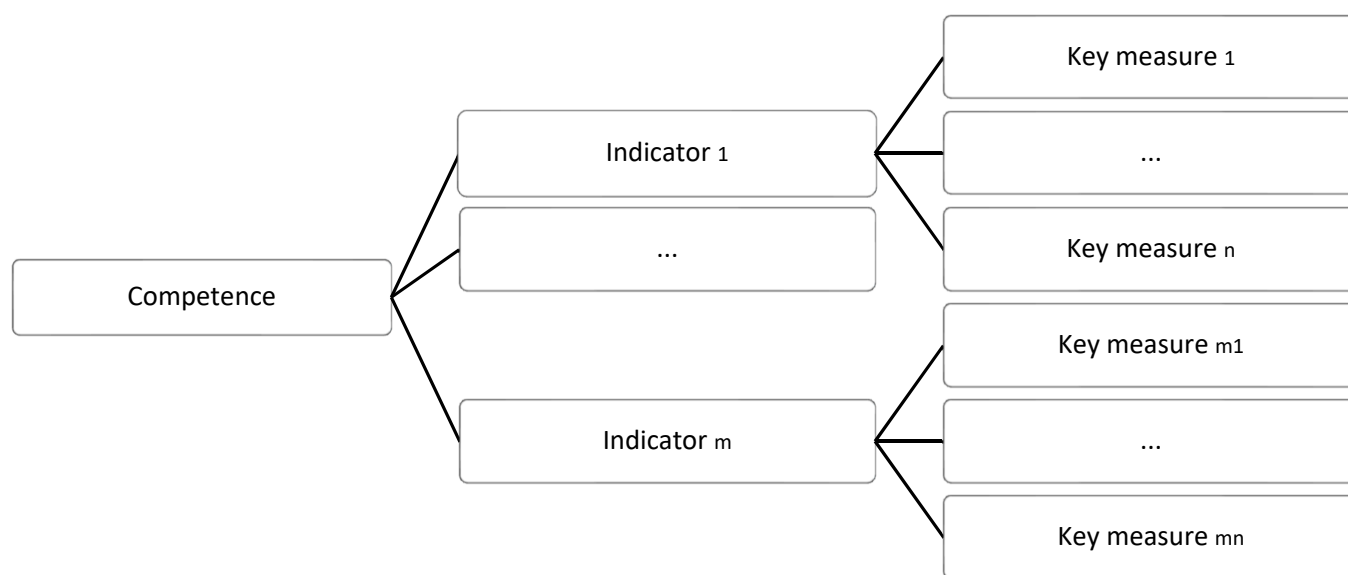 Competence
Indicator 1
...
Indicator m
Key measure 1
...
Key measure n
Key measure m1
...
Key measure mn